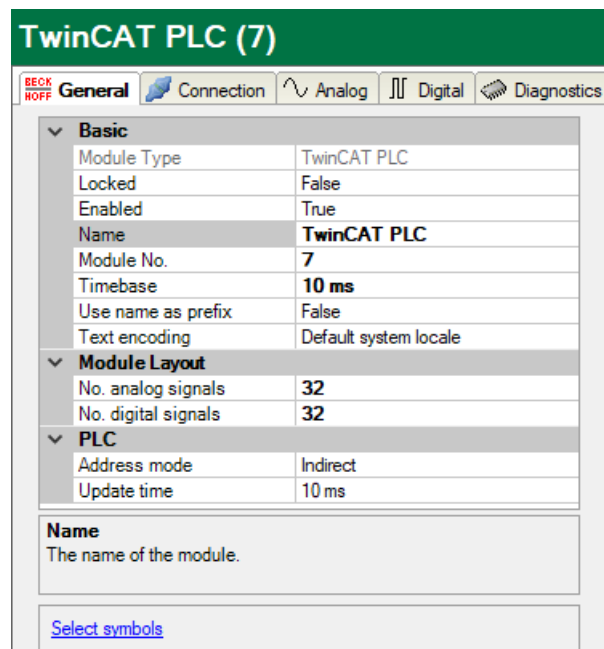 TwinCAT PLC (7)
BECK HOFF General Connection Analog Digital Diagnostics
Basic
Module Type TwinCAT PLC
Locked False
Enabled True
Name TwinCAT PLC
Module No. 7
Timebase 10 ms
Use name as prefix False
Text encoding Default system locale
Module Layout
No. analog signals 32
No. digital signals 32
PLC
Address mode Indirect
Update time 10 ms
Name
The name of the module.
Select symbols